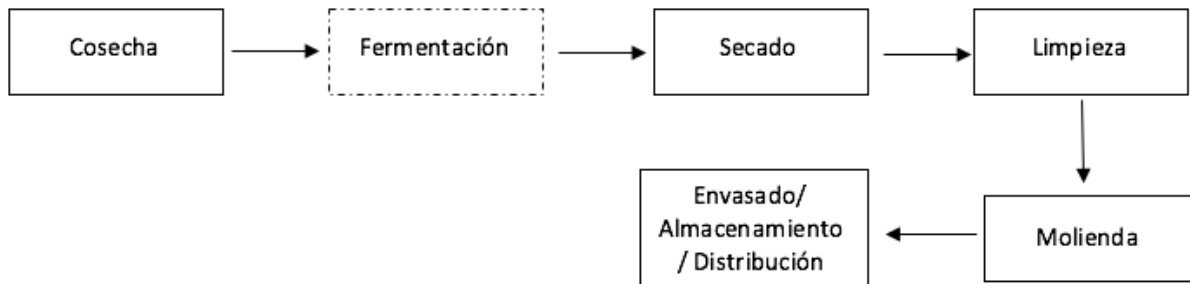 Cosecha
Fermentación
Secado
Limpieza
Molienda
Envasado/
Almacenamiento
/ Distribución